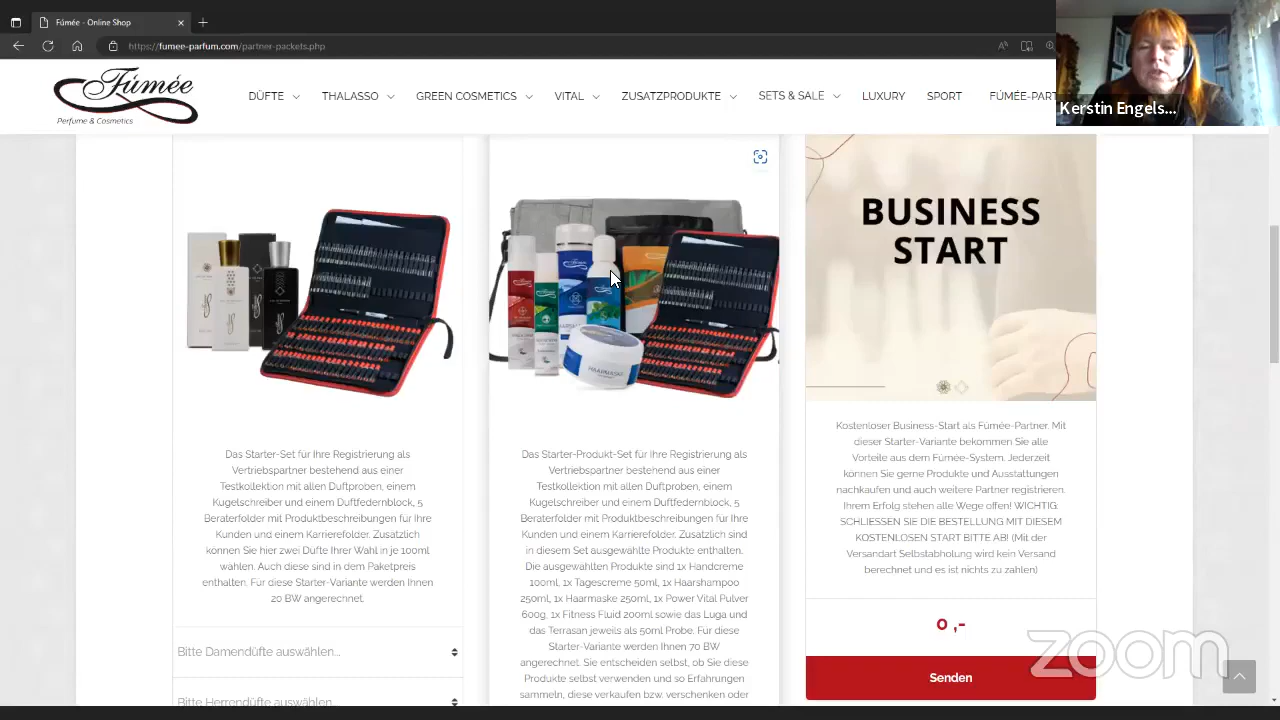 Fúmée - Online Shop
https://fumee-parfum.com/partner-packets.php
Kerstin Engels...
Fúmée
Perfume & Cosmetics
DÜFTE
THALASSO
GREEN COSMETICS
VITAL
ZUSATZPRODUKTE
SETS & SALE
LUXURY
SPORT
FÚMÉE-PART
HAARMASKE
BUSINESS
START
Das Starter-Set für Ihre Registrierung als
Vertriebspartner bestehend aus einer
Testkollektion mit allen Duftproben, einem
Kugelschreiber und einem Duftfedernblock, 5
Beraterfolder mit Produktbeschreibungen für Ihre
Kunden und einem Karrierefolder. Zusätzlich
können Sie hier zwei Düfte Ihrer Wahl in je 100ml
wählen. Auch diese sind in dem Paketpreis
enthalten. Für diese Starter-Variante werden Ihnen
20 BW angerechnet.
Bitte Damendüfte auswählen...
Bitte Herrendüfte auswählen...
Das Starter-Produkt-Set für Ihre Registrierung als
Vertriebspartner bestehend aus einer
Testkollektion mit allen Duftproben, einem
Kugelschreiber und einem Duftfedernblock, 5
Beraterfolder mit Produktbeschreibungen für Ihre
Kunden und einem Karrierefolder. Zusätzlich sind
in diesem Set ausgewählte Produkte enthalten.
Die ausgewählten Produkte sind 1x Handcreme
100ml, 1x Tagescreme 50ml, 1x Haarshampoo
250ml, 1x Haarmaske 250ml, 1x Power Vital Pulver
600g, 1x Fitness Fluid 200ml sowie das Luga und
das Terrasan jeweils als 50ml Probe. Für diese
Starter-Variante werden Ihnen 70 BW
angerechnet. Sie entscheiden selbst, ob Sie diese
Produkte selbst verwenden und so Erfahrungen
sammeln, diese verkaufen bzw. verschenken oder
Kostenloser Business-Start als Fúmée-Partner. Mit
dieser Starter-Variante bekommen Sie alle
Vorteile aus dem Fúmée-System. Jederzeit
können Sie gerne Produkte und Ausstattungen
nachkaufen und auch weitere Partner registrieren.
Ihrem Erfolg stehen alle Wege offen! WICHTIG:
SCHLIESSEN SIE DIE BESTELLUNG MIT DIESEM
KOSTENLOSEN START BITTE AB! (Mit der
Versandart Selbstabholung wird kein Versand
berechnet und es ist nichts zu zahlen)
0 ,-
Senden
zoom